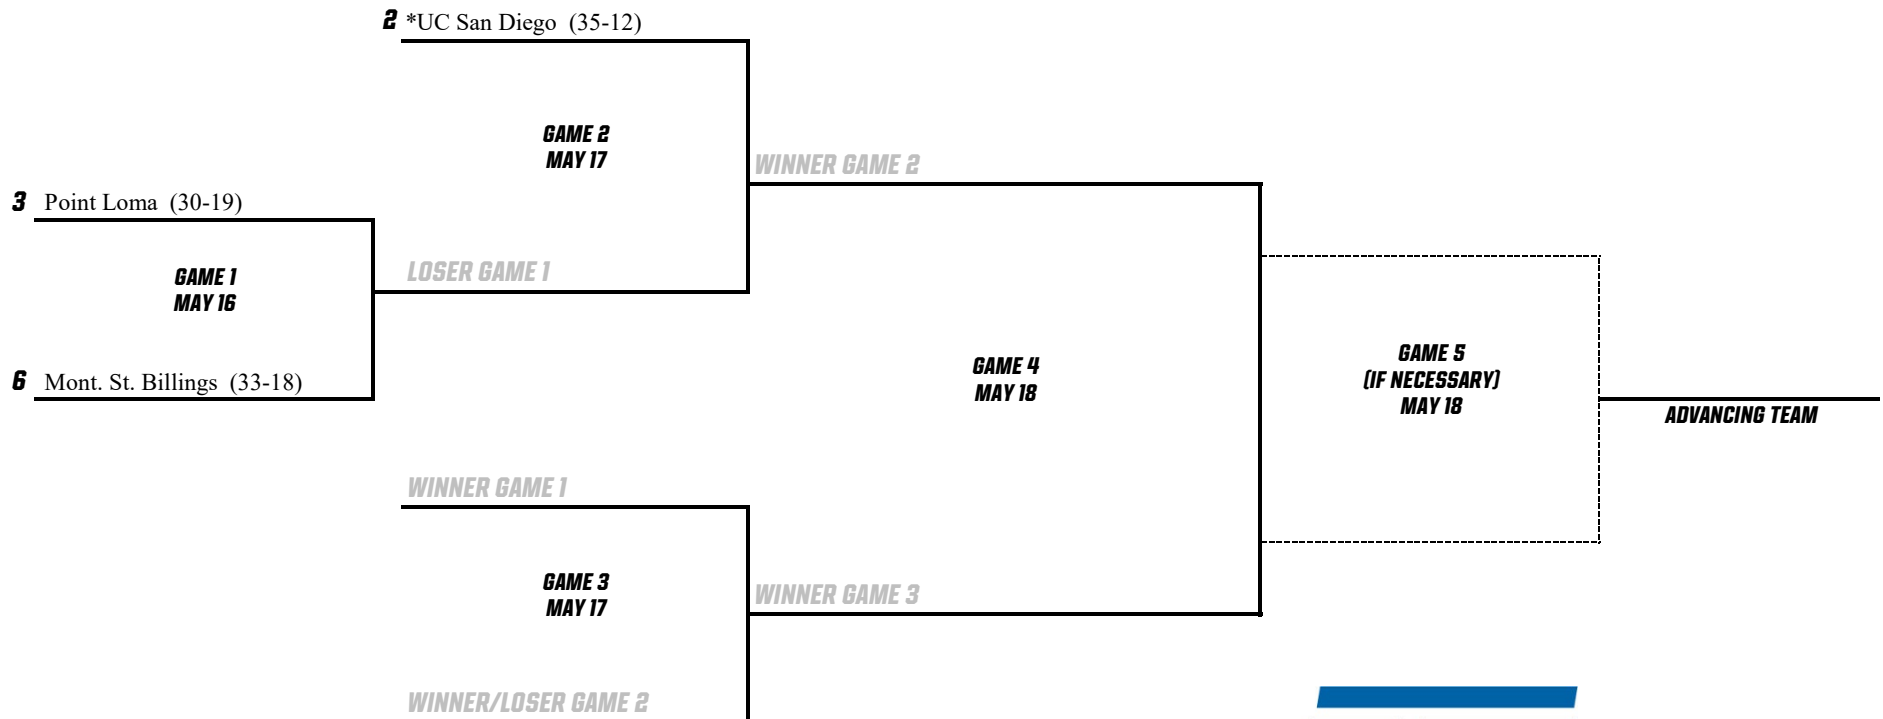 2 *UC San Diego (35-12)
GAME 2
MAY 17
WINNER GAME 2
3 Point Loma (30-19)
LOSER GAME 1
GAME 1
MAY 16
GAME 5
(IF NECESSARY)
MAY 18
GAME 4
MAY 18
6 Mont. St. Billings (33-18)
ADVANCING TEAM
WINNER GAME 1
GAME 3
MAY 17
WINNER GAME 3
WINNER/LOSER GAME 2